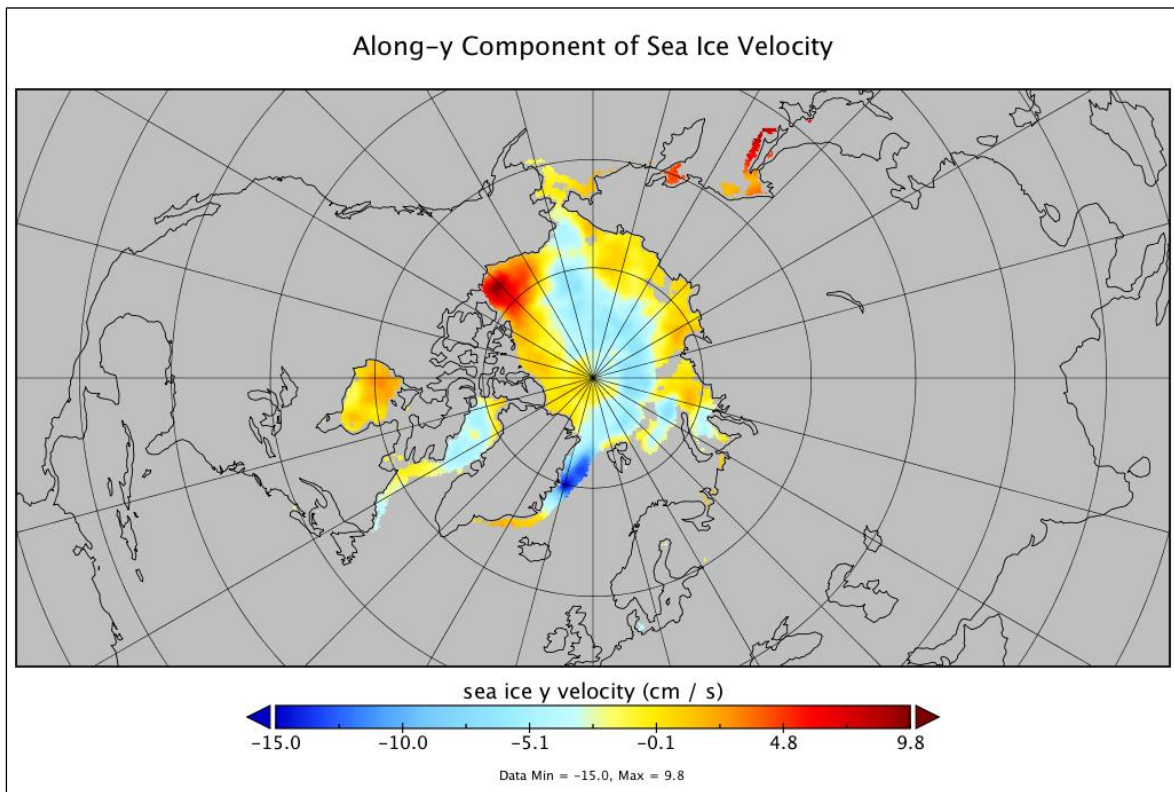 Along-y Component of Sea Ice Velocity
sea ice y velocity (cm / s)
-15.0 -10.0 -5.1 -0.1 4.8 9.8
Data Min = -15.0, Max = 9.8